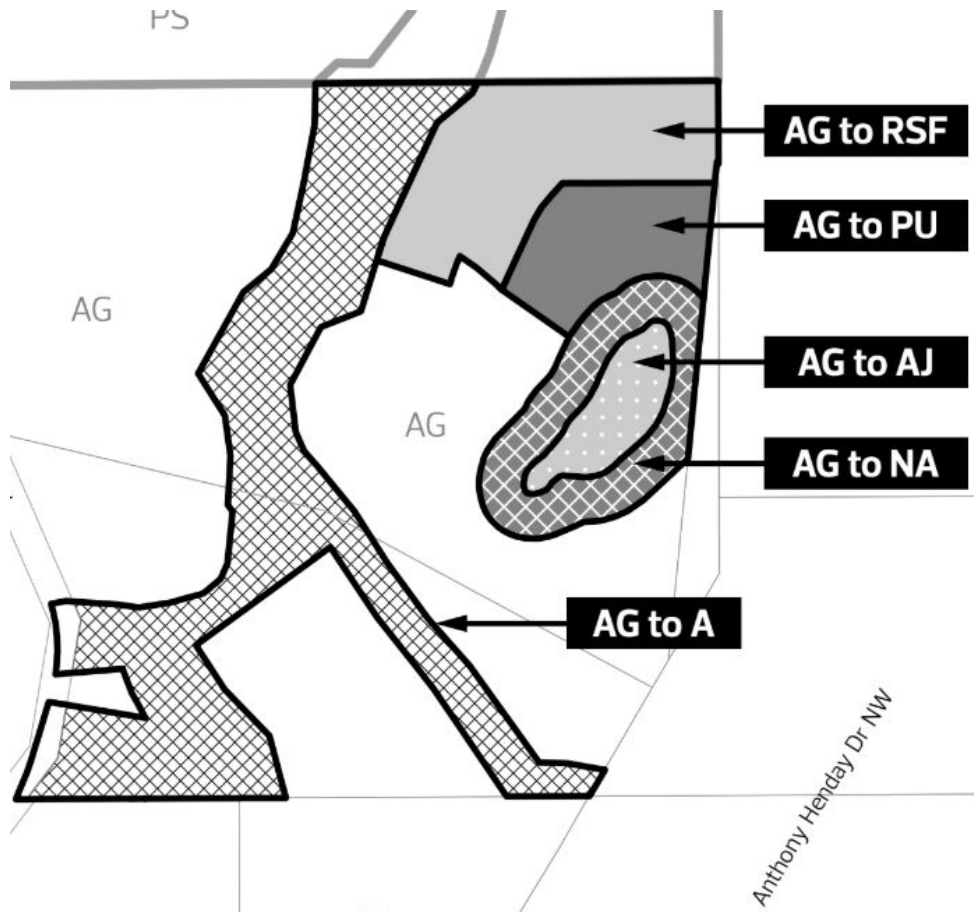 PS
AG to RSF
AG to PU
AG
AG to AJ
AG
AG to NA
AG to A
Anthony Henday Dr NW